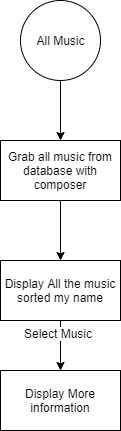 All Music
Grab all music from
database with
composer
Display All the music
sorted my name
Select Music
Display More
information